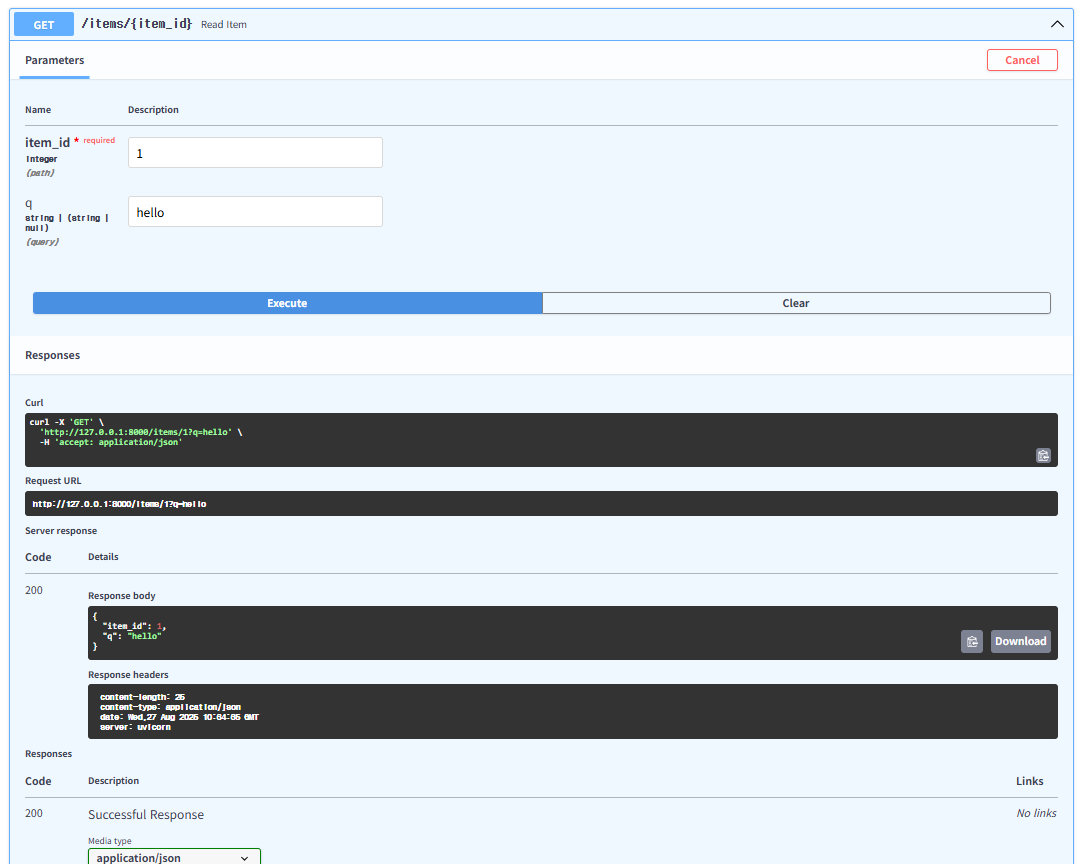 GET /items/{item_id} Read Item
Parameters
Cancel
Name Description
item_id * required
integer
(path)
1
q
string | (string |
null)
(query)
hello
Execute Clear
Responses
Curl
curl -X 'GET' \
'http://127.0.0.1:8000/items/1?q=hello' \
-H 'accept: application/json'
Request URL
http://127.0.0.1:8000/items/1?q=hello
Server response
Code Details
200
Response body
{
"item_id": 1,
"q": "hello"
}
Download
Response headers
content-length: 25
content-type: application/json
date: Wed,27 Aug 2025 GMT
server: uvicorn
Responses
Code Description Links
200 Successful Response No links
Media type
application/json